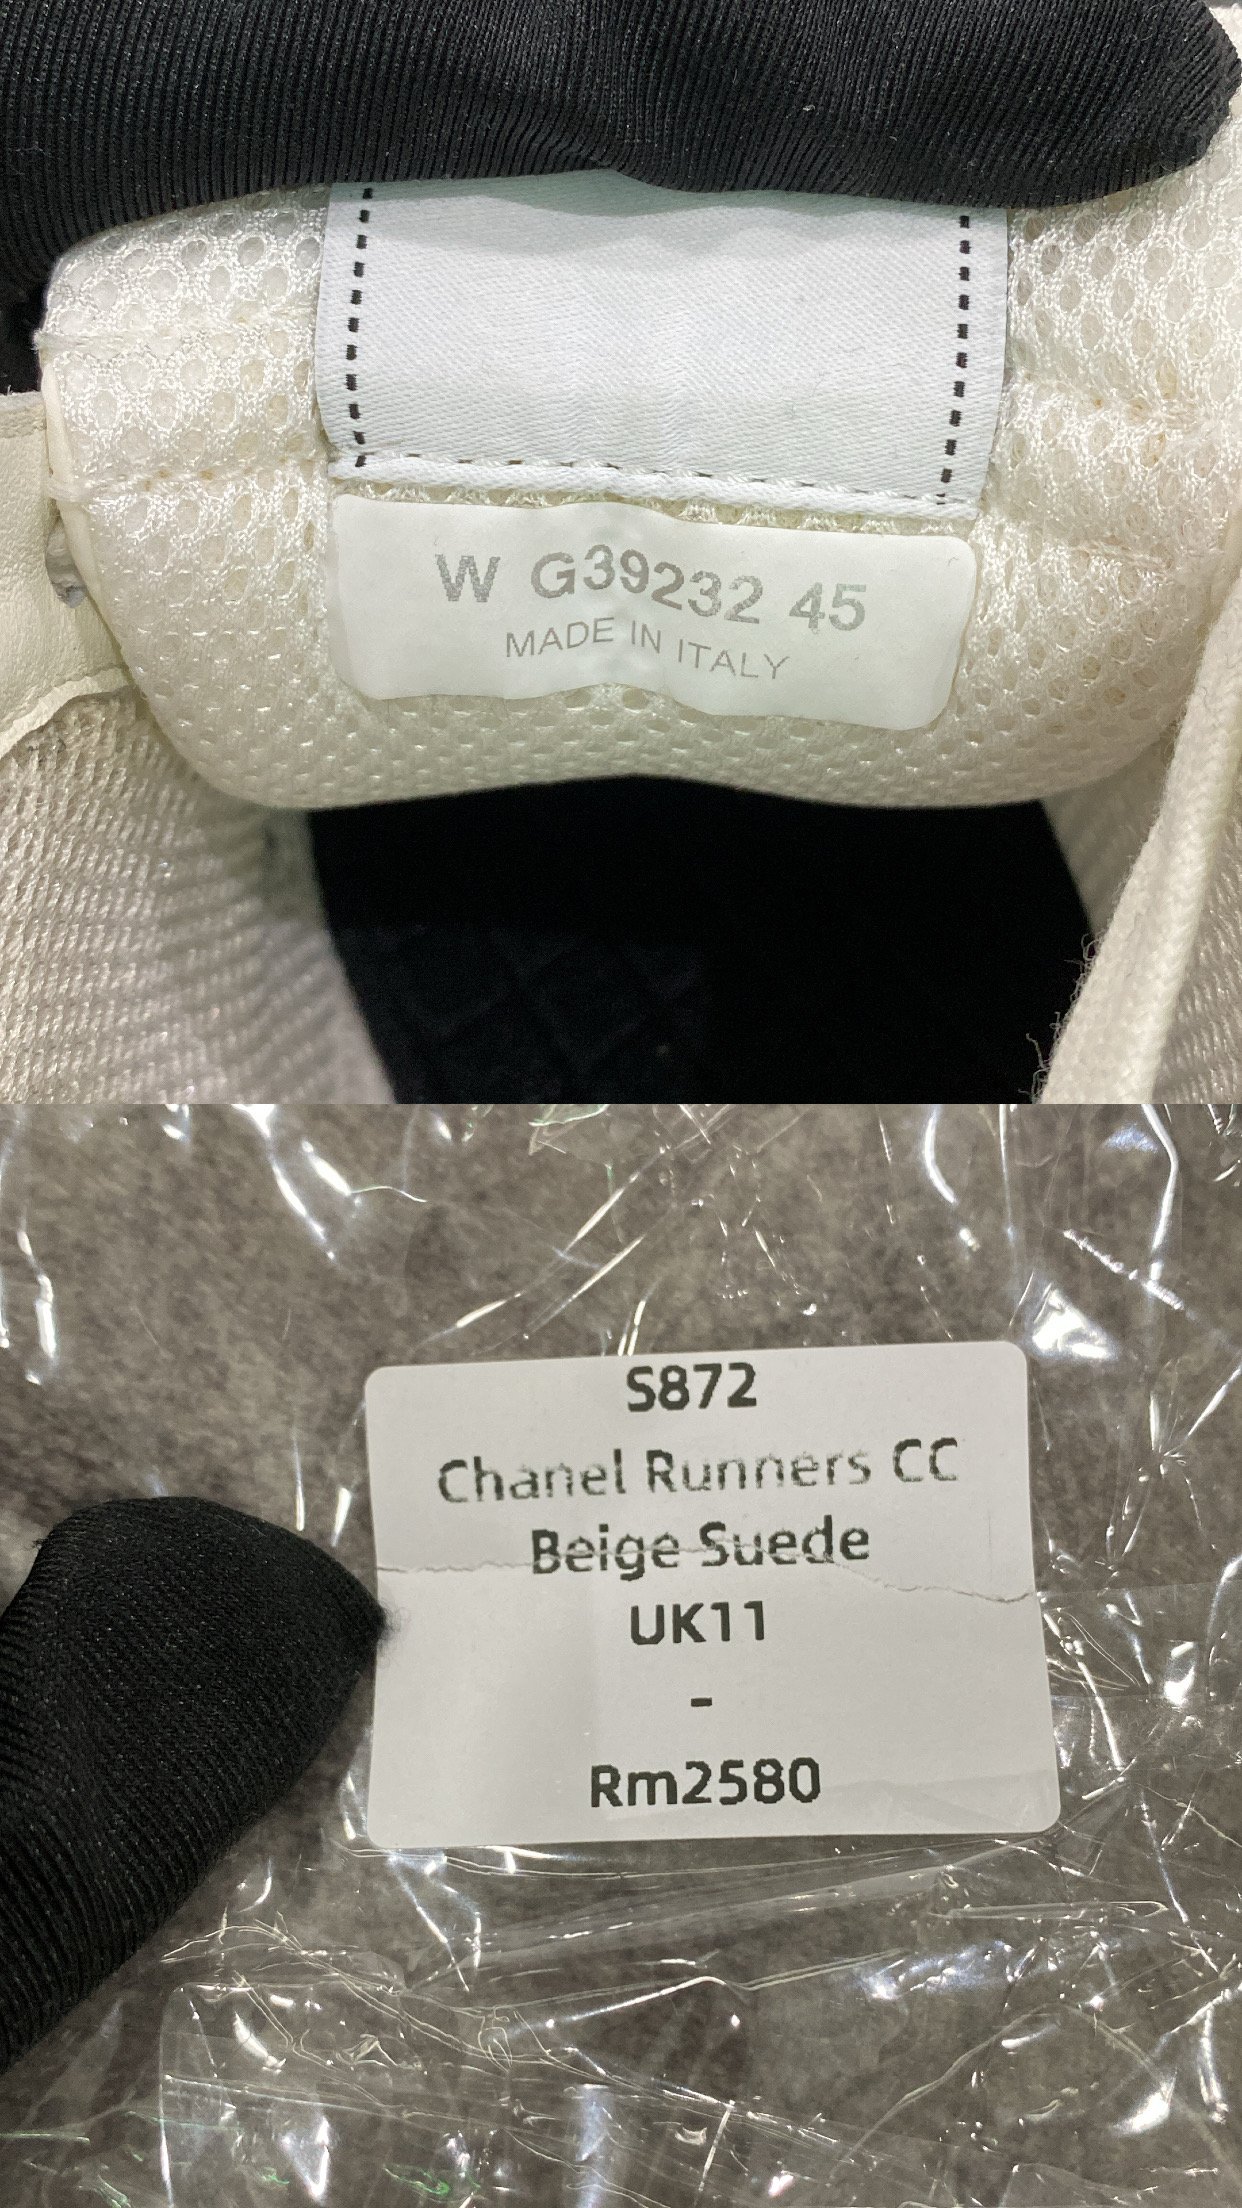 W G39232 45
MADE IN ITALY
S872
Chanel Runners CC
Beige Suede
UK11
-
Rm2580